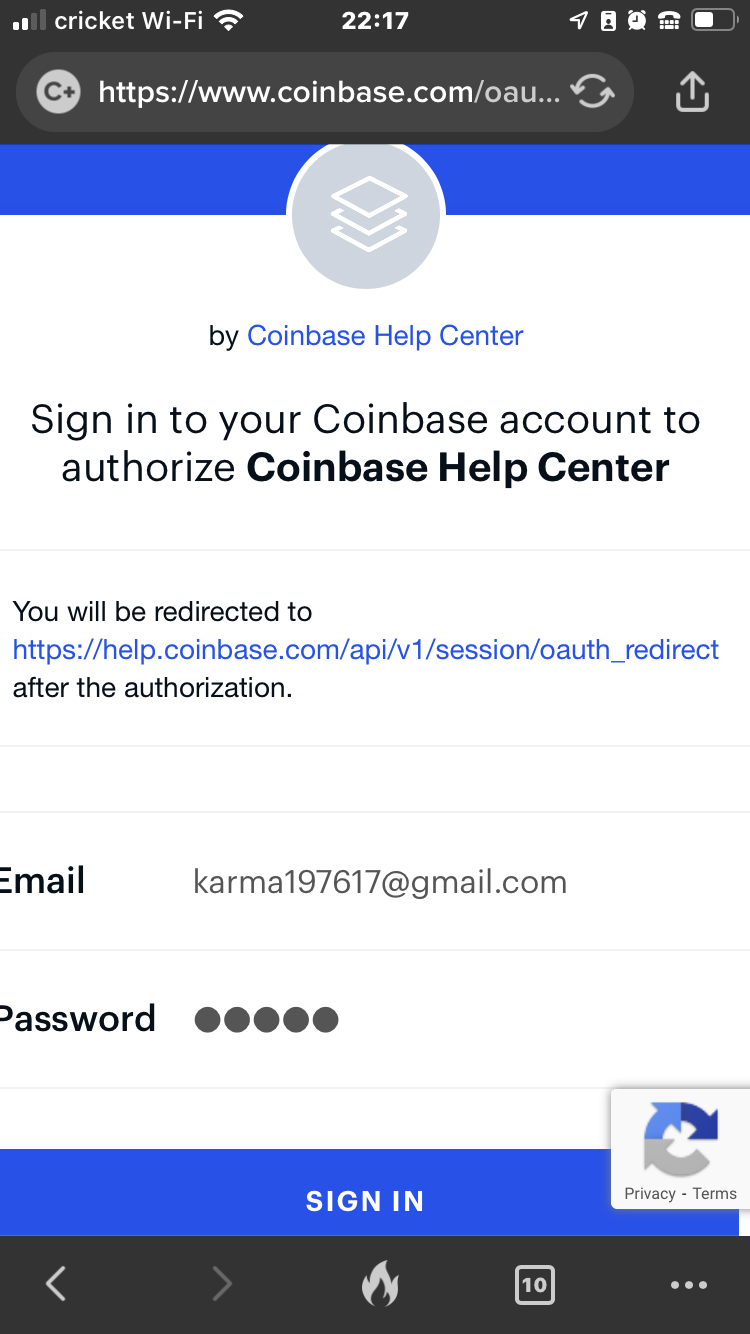 cricket Wi-Fi 22:17
C+ https://www.coinbase.com/oau...
by Coinbase Help Center
Sign in to your Coinbase account to
authorize Coinbase Help Center
You will be redirected to
https://help.coinbase.com/api/v1/session/oauth_redirect
after the authorization.
Email karma197617@gmail.com
Password ●●●●●
Privacy - Terms
SIGN IN
10